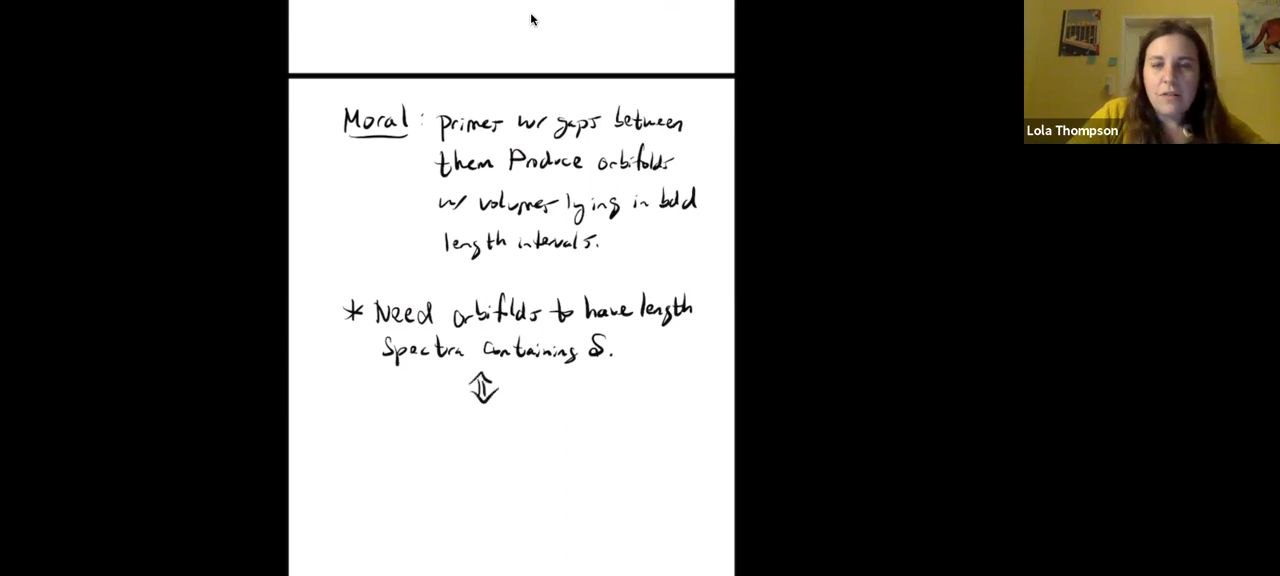 Moral: primes w/ gaps between
them Produce orbifolds
w/ volumes lying in bdd
length intervals.
* Need orbiflds to have length
Spectra containing S.
⇕
Lola Thompson